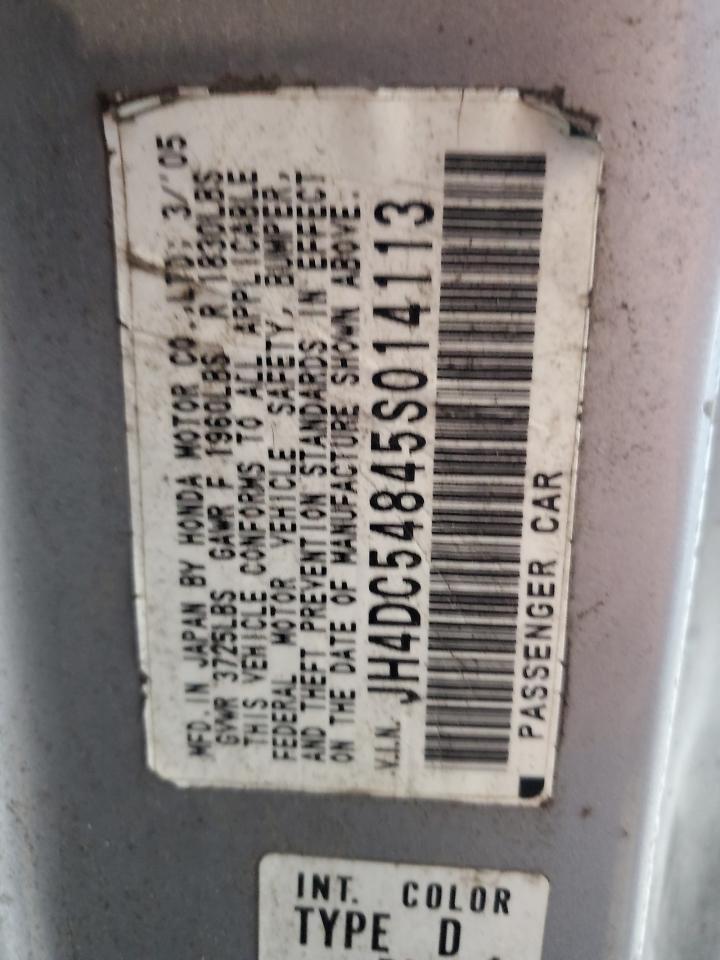 MFD. IN JAPAN BY HONDA MOTOR CO.,LTD; 3/'05
GVWR 3725LBS GAWR F 1960LBS R 1830LBS
THIS VEHICLE CONFORMS TO ALL APPLICABLE
FEDERAL MOTOR VEHICLE SAFETY, BUMPER,
AND THEFT PREVENTION STANDARDS IN EFFECT
ON THE DATE OF MANUFACTURE SHOWN ABOVE.
V.I.N. JH4DC54845S014113
PASSENGER CAR
INT. COLOR
TYPE D